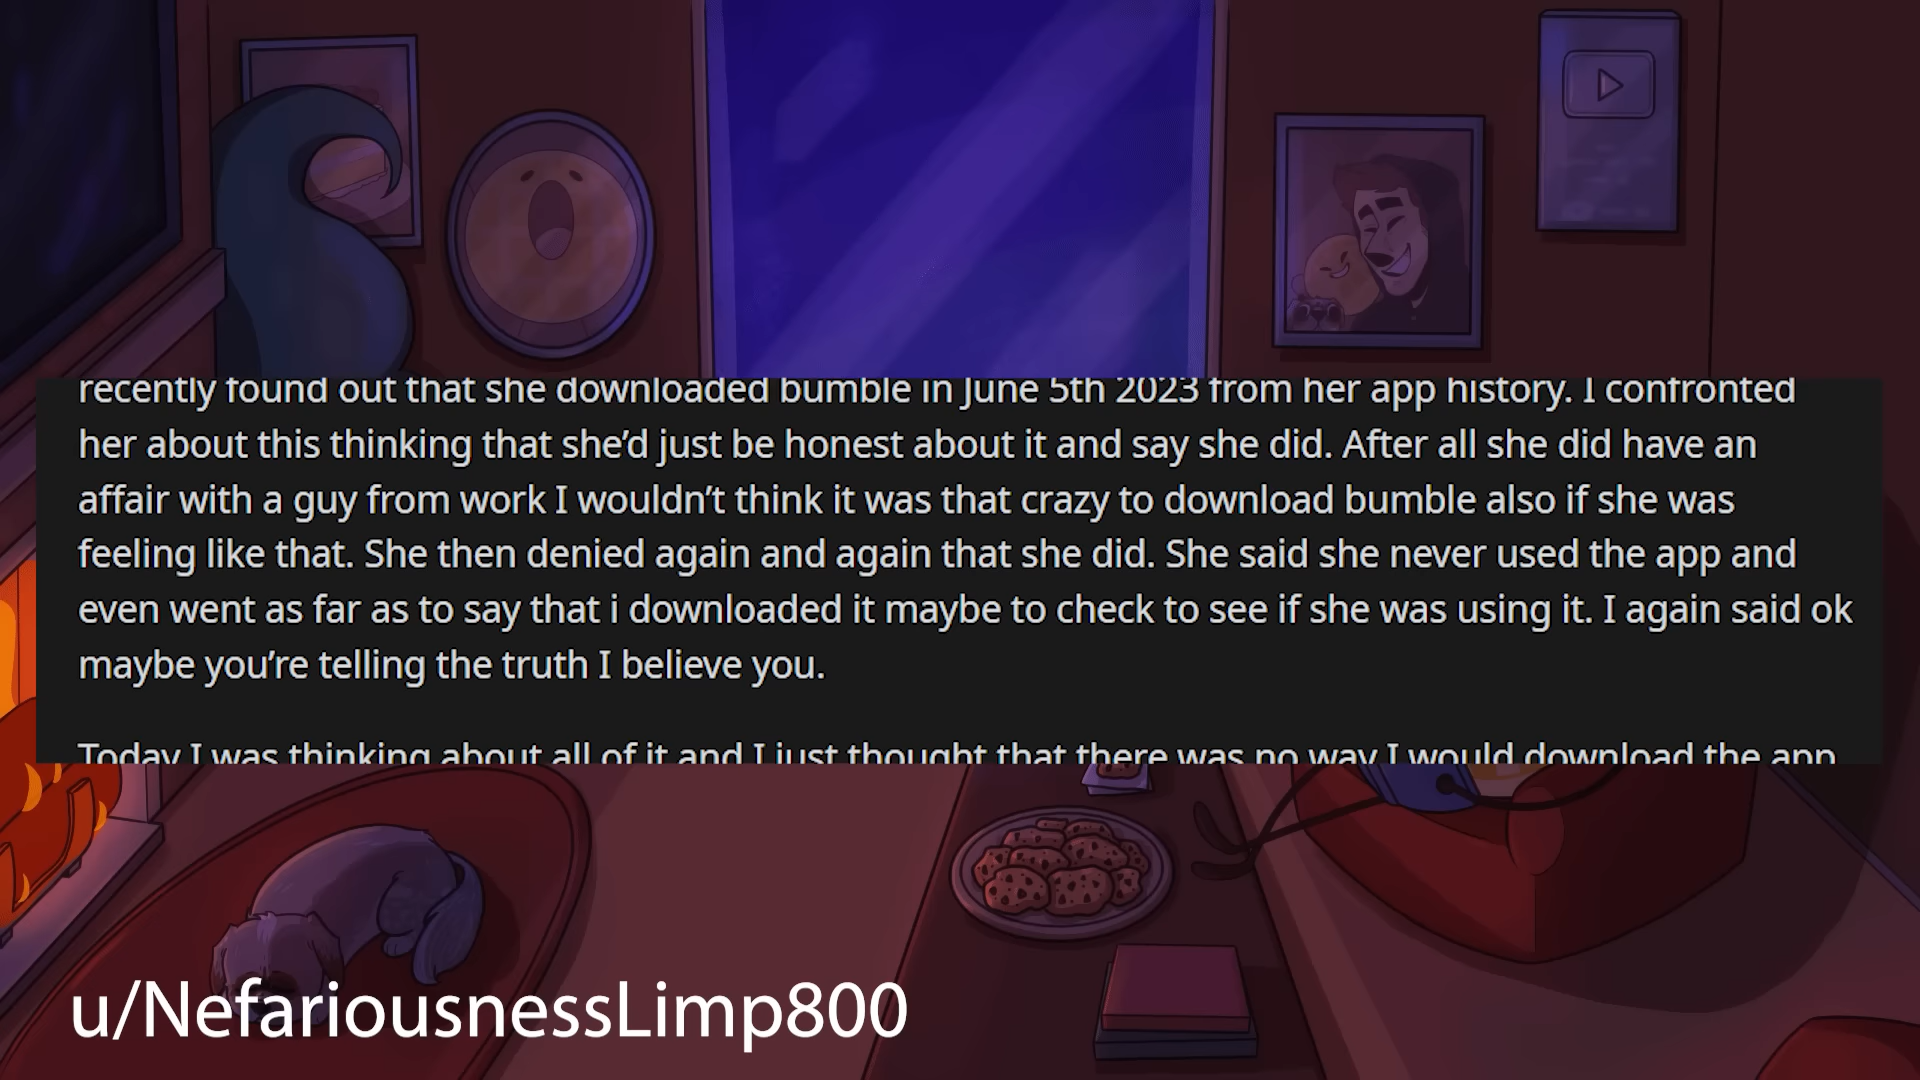 recently found out that she downloaded bumble in June 5th 2023 from her app history. I confronted
her about this thinking that she’d just be honest about it and say she did. After all she did have an
affair with a guy from work I wouldn’t think it was that crazy to download bumble also if she was
feeling like that. She then denied again and again that she did. She said she never used the app and
even went as far as to say that i downloaded it maybe to check to see if she was using it. I again said ok
maybe you’re telling the truth I believe you.
Today I was thinking about all of it and I just thought that there was no way I would download the app
u/NefariousnessLimp800